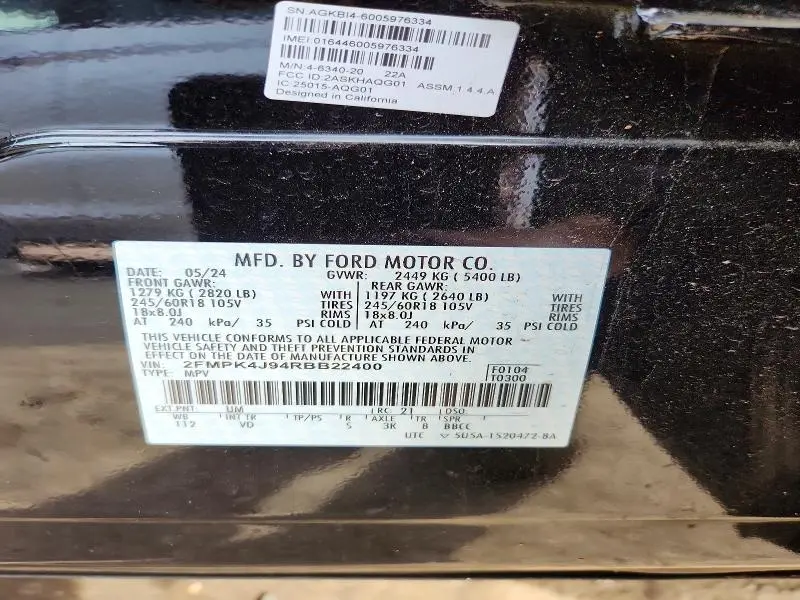 SN.AGKBI4-6005976334
IMEI:016446005976334
M/N:4-6340-20 22A
FCC ID:2ASKHAQG01 ASSM.1.4.4.A
IC:25015-AQG01
Designed in California
MFD. BY FORD MOTOR CO.
DATE: 05/24 GVWR: 2449 KG ( 5400 LB)
FRONT GAWR: REAR GAWR:
1279 KG ( 2820 LB) WITH 1197 KG ( 2640 LB) WITH
245/60R18 105V TIRES 245/60R18 105V TIRES
18x8.0J RIMS 18x8.0J RIMS
AT 240 kPa/ 35 PSI COLD AT 240 kPa/ 35 PSI COLD
THIS VEHICLE CONFORMS TO ALL APPLICABLE FEDERAL MOTOR
VEHICLE SAFETY AND THEFT PREVENTION STANDARDS IN
EFFECT ON THE DATE OF MANUFACTURE SHOWN ABOVE.
VIN: 2FMPK4J94RBB22400 F0104
TYPE: MPV T0300
EXT PNT: UM RC: 21 DSO:
WB INT TR TP/PS R AXLE TR SPR
112 VD 5 3K B BBCC
UTC ▽ 5U5A-1520472-BA